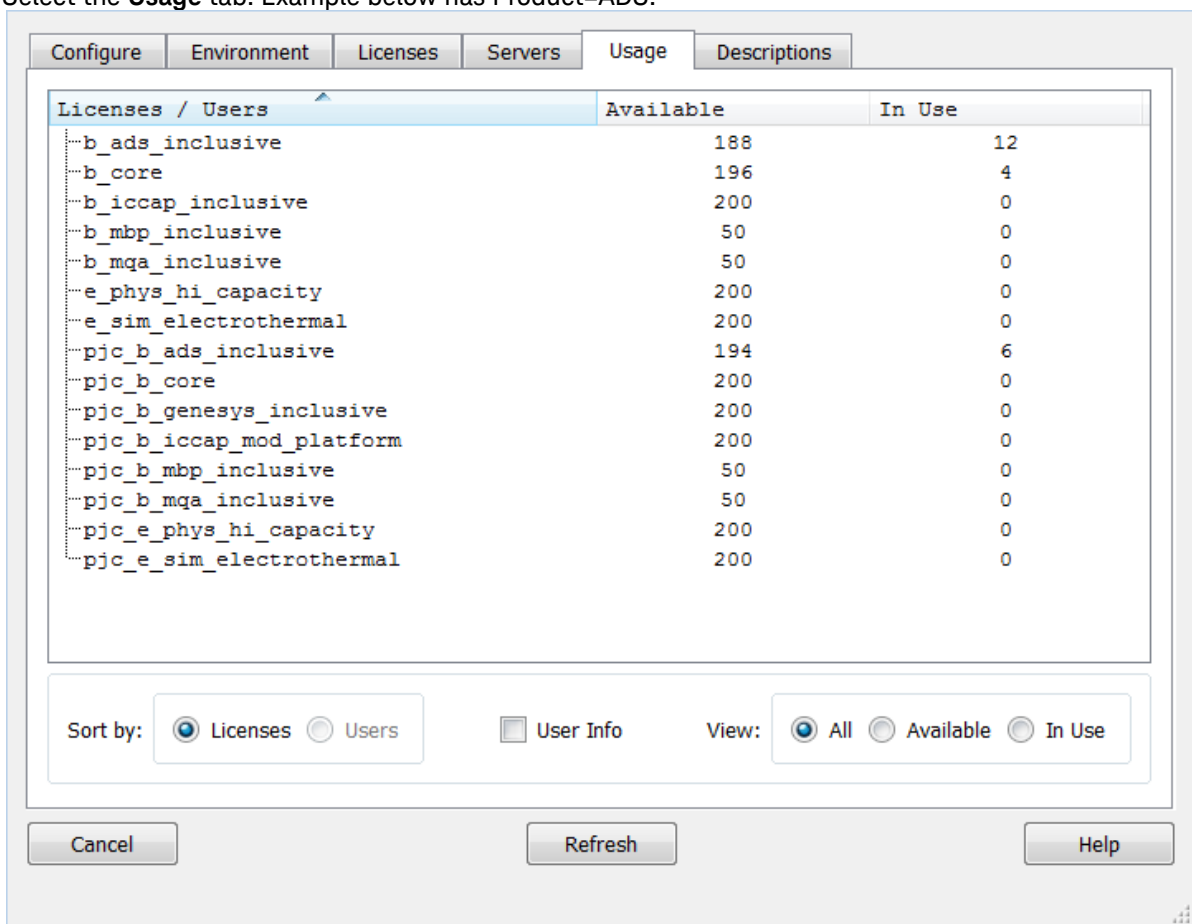 Select the Usage tab. Example below has Product=ADS.
Configure Environment Licenses Servers Usage Descriptions
Licenses / Users Available In Use
b_ads_inclusive 188 12
b_core 196 4
b_iccap_inclusive 200 0
b_mbp_inclusive 50 0
b_mqa_inclusive 50 0
e_phys_hi_capacity 200 0
e_sim_electrothermal 200 0
pjc_b_ads_inclusive 194 6
pjc_b_core 200 0
pjc_b_genesys_inclusive 200 0
pjc_b_iccap_mod_platform 200 0
pjc_b_mbp_inclusive 50 0
pjc_b_mqa_inclusive 50 0
pjc_e_phys_hi_capacity 200 0
pjc_e_sim_electrothermal 200 0
Sort by: Licenses Users User Info View: All Available In Use
Cancel Refresh Help